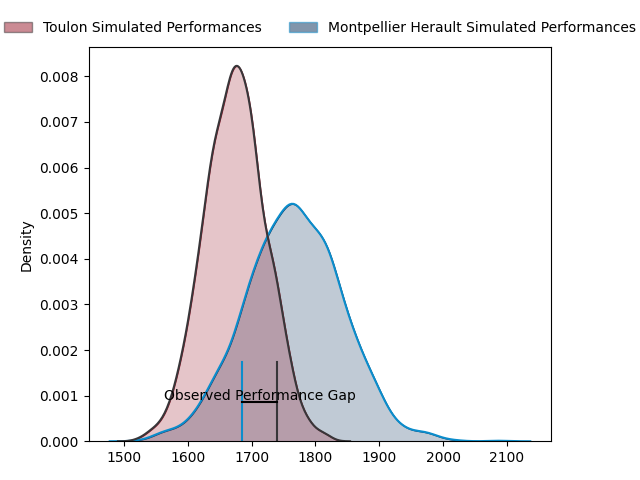 Toulon Simulated Performances
Montpellier Herault Simulated Performances
0.008
0.007
0.006
0.005
0.004
0.003
0.002
0.001
0.000
Density
Observed Performance Gap
1500 1600 1700 1800 1900 2000 2100